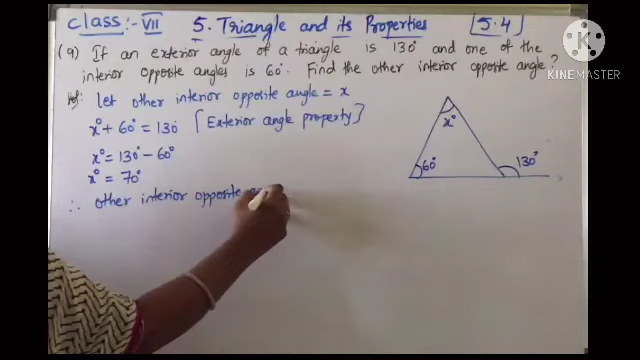 Class:- VII 5. Triangle and its Properties [5.4]
(9) If an exterior angle of a triangle is 130° and one of the
interior opposite angles is 60°. Find the other interior opposite angle?
Sol: Let other interior opposite angle = x
x° + 60° = 130° [Exterior angle property]
x° = 130° - 60°
x° = 70°
∴ other interior opposite
x°
60°
130°
KINEMASTER